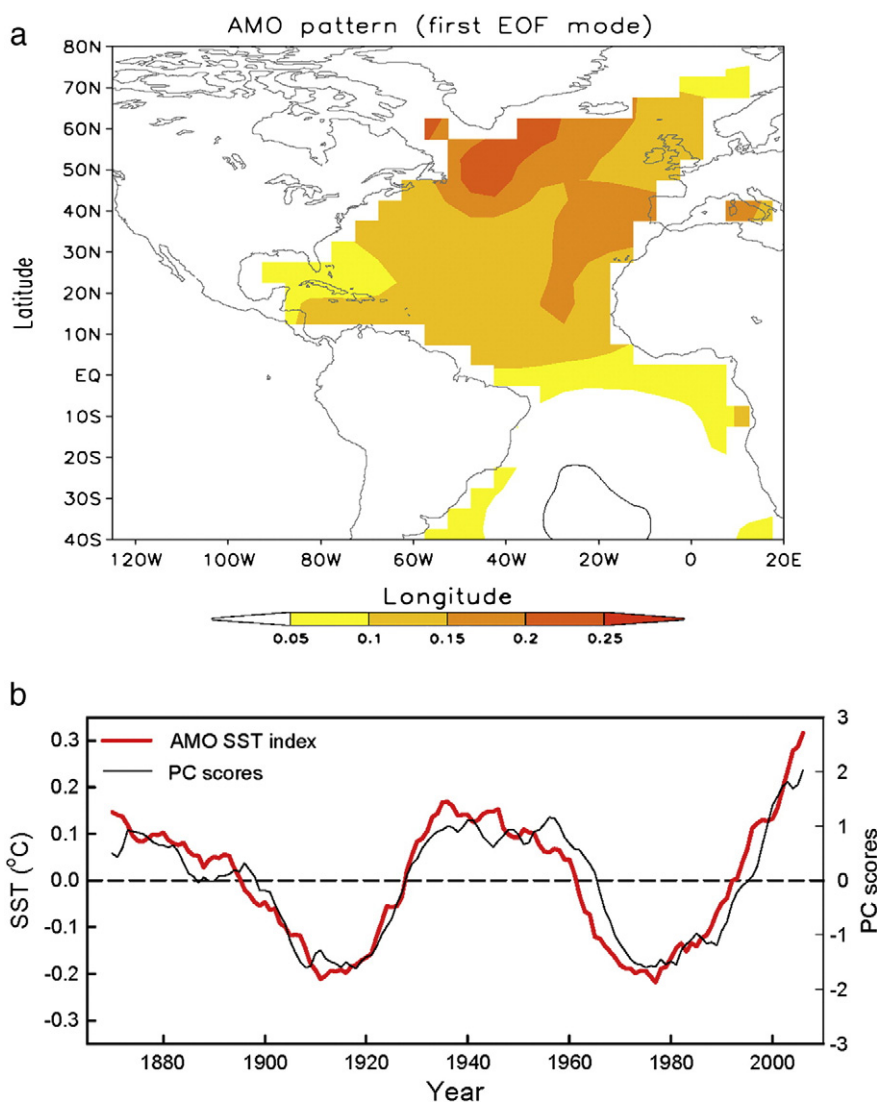 a
AMO pattern (first EOF mode)
80N
70N
60N
50N
40N
30N
20N
10N
EQ
10S
20S
30S
40S
Latitude
120W 100W 80W 60W 40W 20W 0 20E
Longitude
0.05 0.1 0.15 0.2 0.25
b
AMO SST index
PC scores
0.3
0.2
0.1
0.0
-0.1
-0.2
-0.3
SST (°C)
3
2
1
0
-1
-2
-3
PC scores
1880 1900 1920 1940 1960 1980 2000
Year